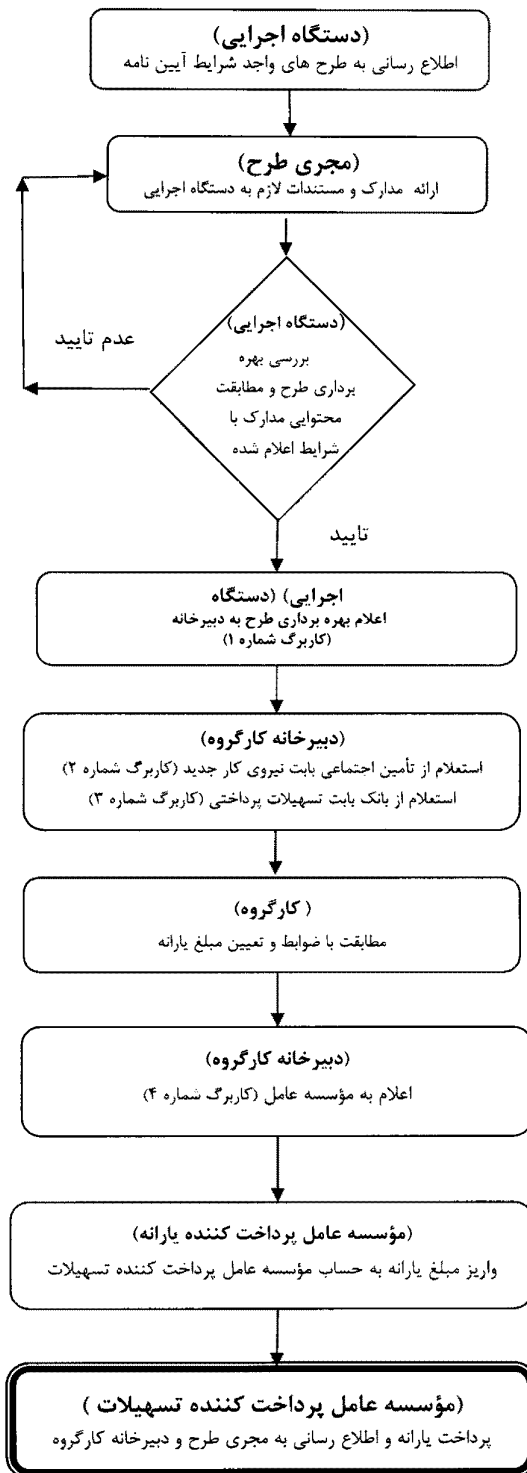 (دستگاه اجرایی)
اطلاع رسانی به طرح های واجد شرایط آیین نامه
(مجری طرح)
ارائه مدارک و مستندات لازم به دستگاه اجرایی
(دستگاه اجرایی)
بررسی بهره
برداری طرح و مطابقت
محتوایی مدارک با
شرایط اعلام شده
عدم تایید
تایید
اجرایی) (دستگاه
اعلام بهره برداری طرح به دبیرخانه
(کاربرگ شماره ۱)
(دبیرخانه کارگروه)
استعلام از تأمین اجتماعی بابت نیروی کار جدید (کاربرگ شماره ۲)
استعلام از بانک بابت تسهیلات پرداختی (کاربرگ شماره ۳)
( کارگروه)
مطابقت با ضوابط و تعیین مبلغ یارانه
(دبیرخانه کارگروه)
اعلام به مؤسسه عامل (کاربرگ شماره ۴)
(مؤسسه عامل پرداخت کننده یارانه)
واریز مبلغ یارانه به حساب مؤسسه عامل پرداخت کننده تسهیلات
(مؤسسه عامل پرداخت کننده تسهیلات )
پرداخت یارانه و اطلاع رسانی به مجری طرح و دبیرخانه کارگروه